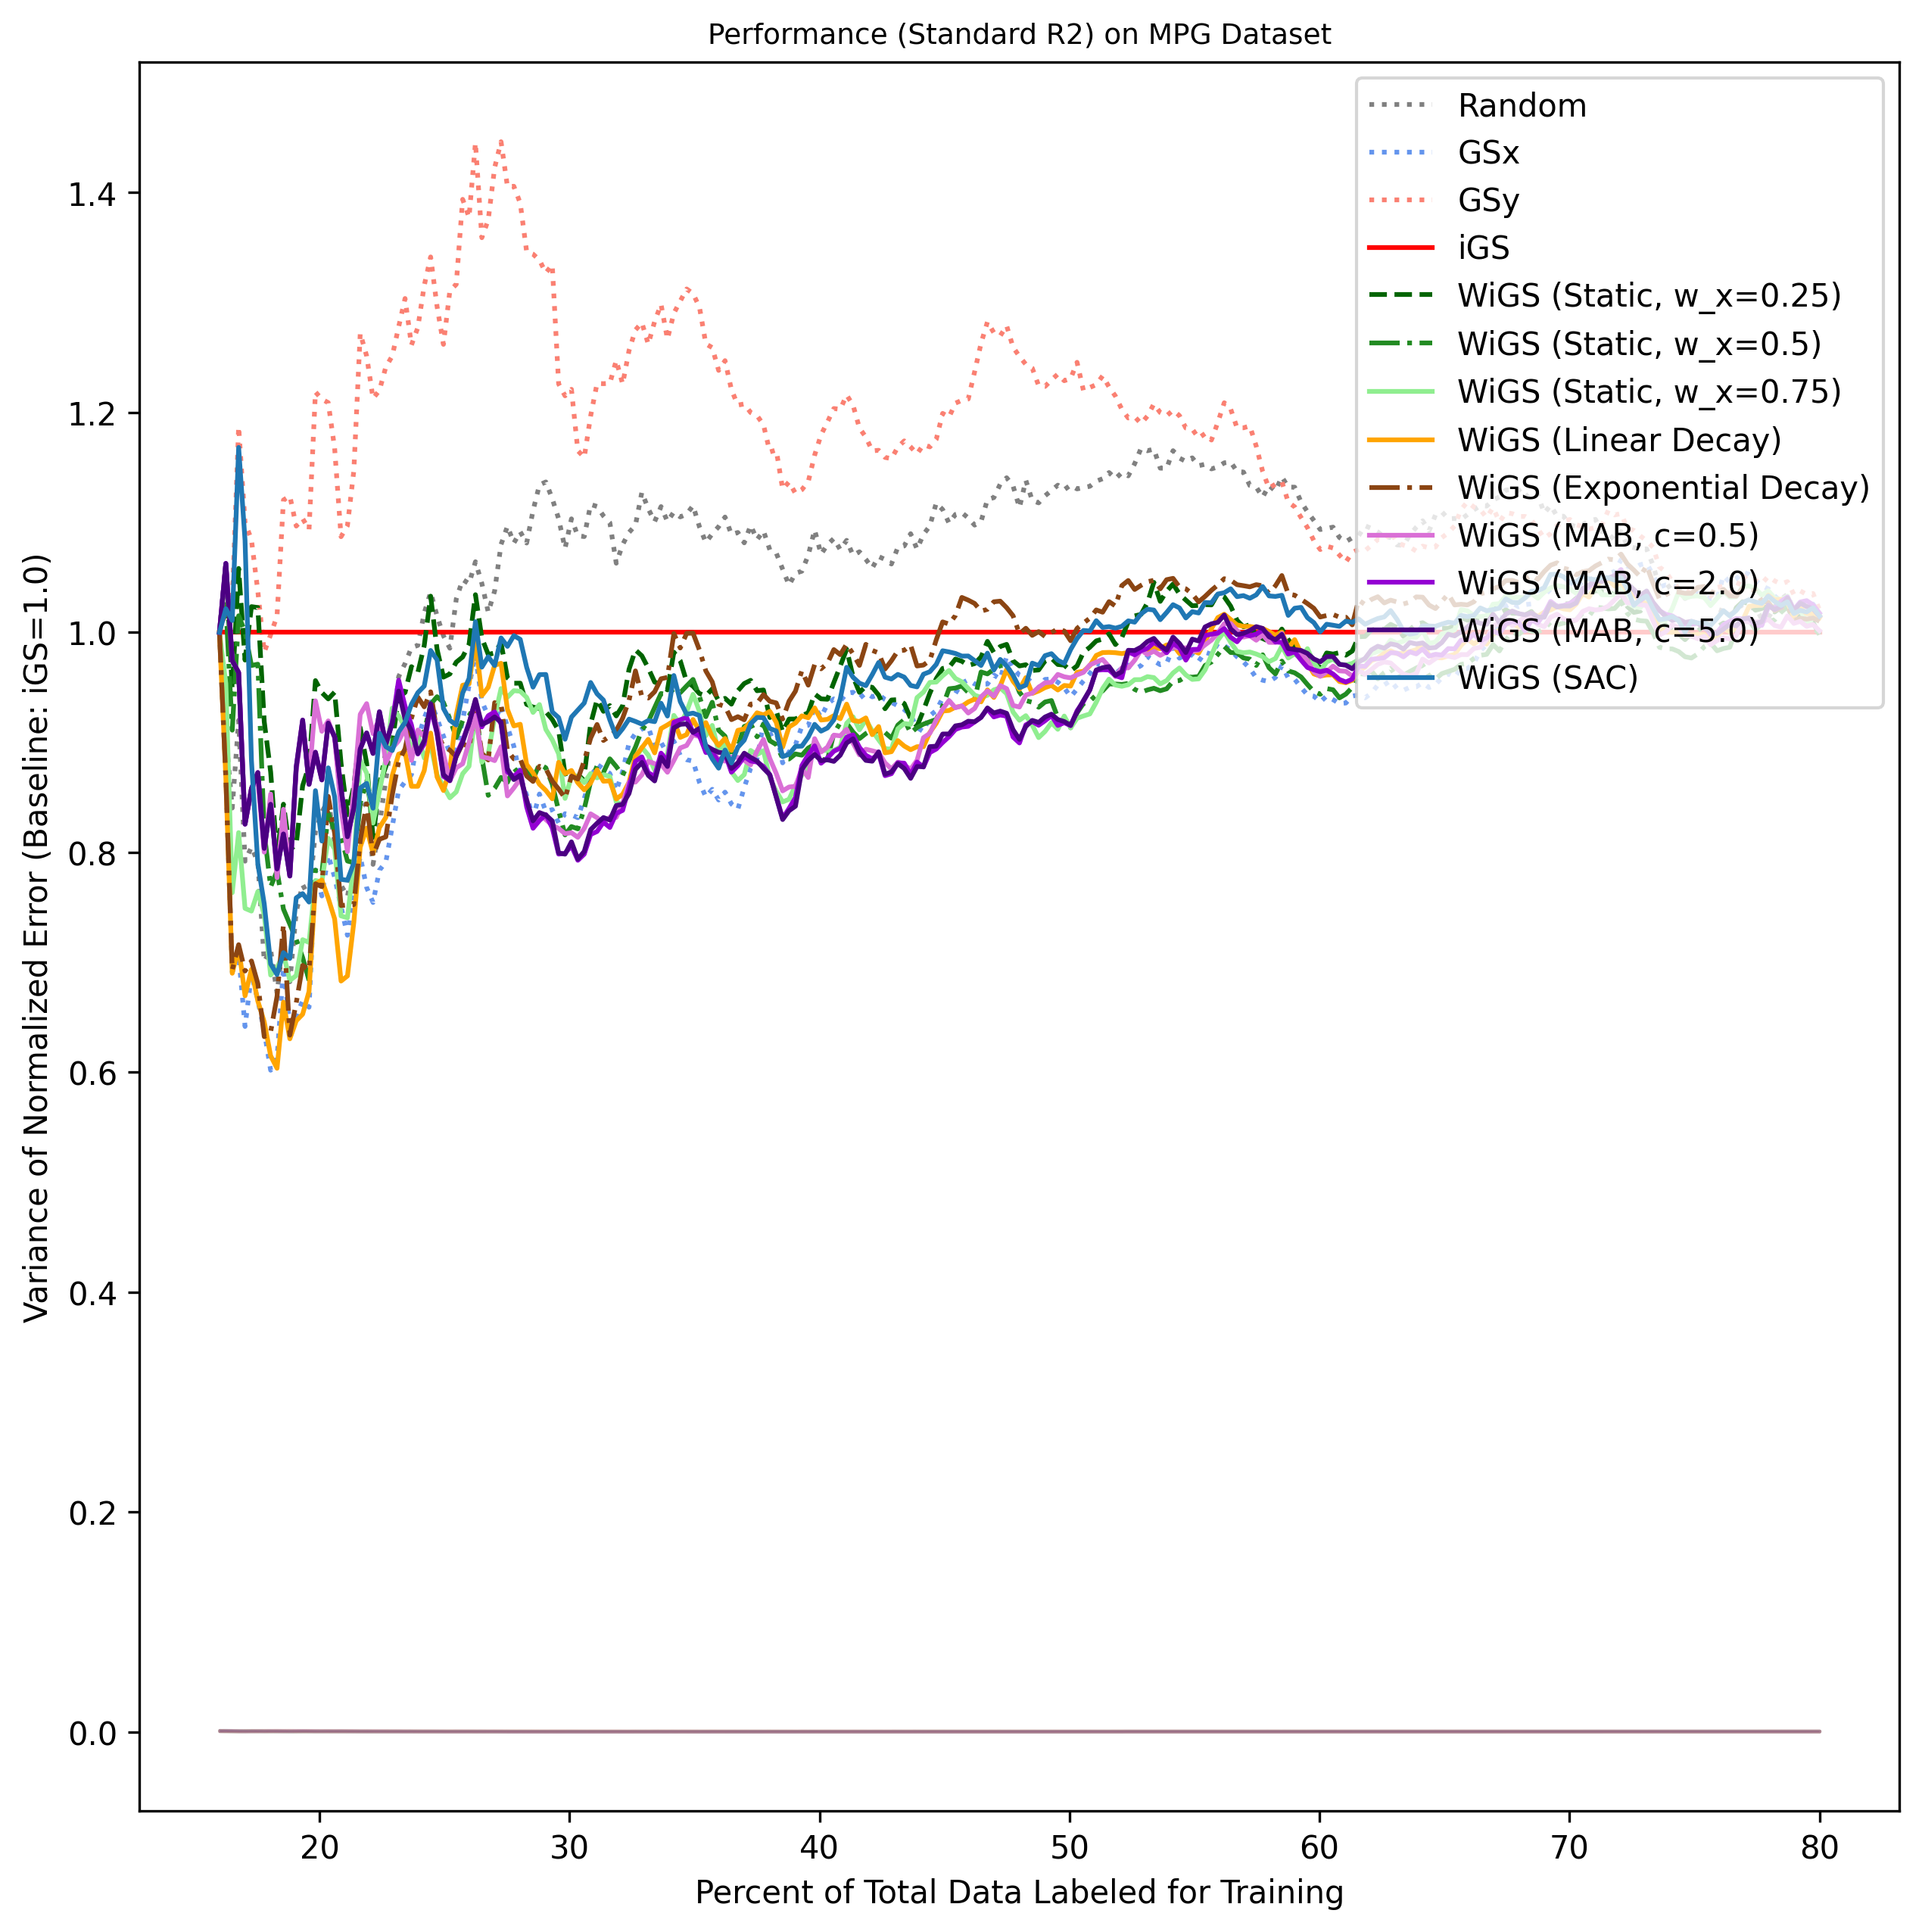 Performance (Standard R2) on MPG Dataset
Variance of Normalized Error (Baseline: iGS=1.0)
1.4
1.2
1.0
0.8
0.6
0.4
0.2
0.0
Random
GSx
GSy
iGS
WiGS (Static, w_x=0.25)
WiGS (Static, w_x=0.5)
WiGS (Static, w_x=0.75)
WiGS (Linear Decay)
WiGS (Exponential Decay)
WiGS (MAB, c=0.5)
WiGS (MAB, c=2.0)
WiGS (MAB, c=5.0)
WiGS (SAC)
20 30 40 50 60 70 80
Percent of Total Data Labeled for Training